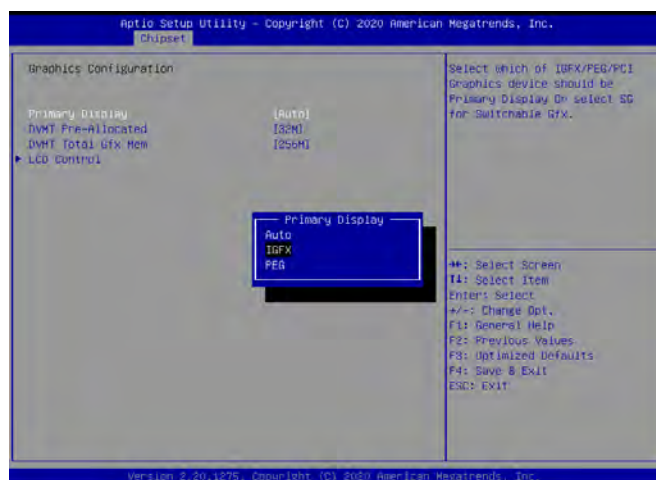 Aptio Setup Utility - Copyright (C) 2020 American Megatrends, Inc.
Chipset
Graphics Configuration
Primary Display [Auto]
DVMT Pre-Allocated [32M]
DVMT Total Gfx Mem [256M]
LCD Control
Primary Display
Auto
IGFX
PEG
Select which of IGFX/PEG/PCI
Graphics device should be
Primary Display Or select SG
for Switchable Gfx.
→←: Select Screen
↑↓: Select Item
Enter: Select
+/-: Change Opt.
F1: General Help
F2: Previous Values
F3: Optimized Defaults
F4: Save & Exit
ESC: Exit
Version 2.20.1275. Copyright (C) 2020 American Megatrends, Inc.